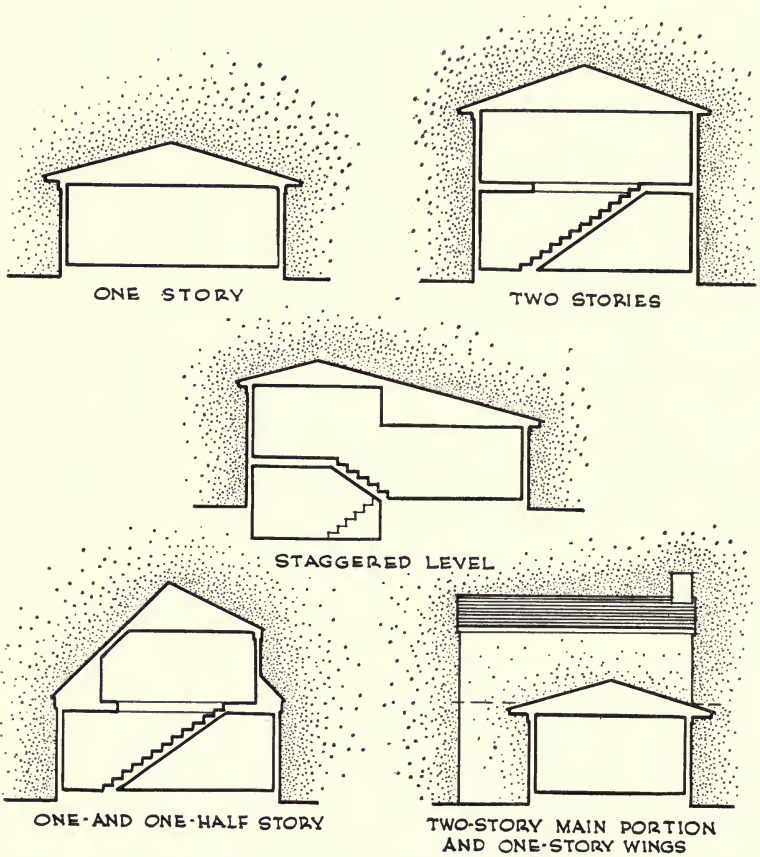 ONE STORY
TWO STORIES
STAGGERED LEVEL
ONE-AND ONE-HALF STORY
TWO-STORY MAIN PORTION
AND ONE-STORY WINGS